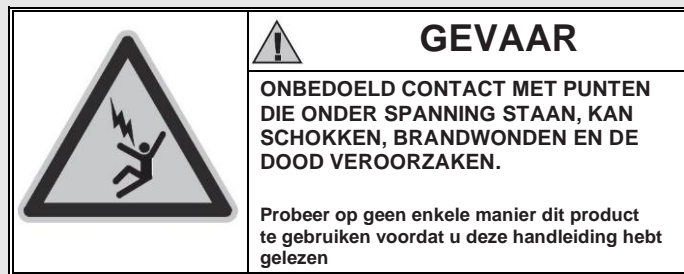 GEVAAR
ONBEDOELD CONTACT MET PUNTEN
DIE ONDER SPANNING STAAN, KAN
SCHOKKEN, BRANDWONDEN EN DE
DOOD VEROORZAKEN.
Probeer op geen enkele manier dit product
te gebruiken voordat u deze handleiding hebt
gelezen